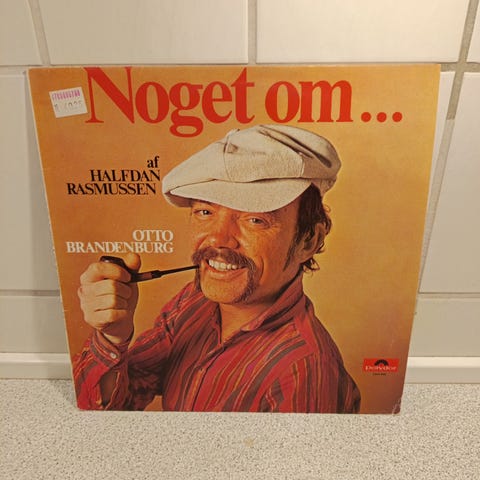 Noget om...
af
HALFDAN
RASMUSSEN
OTTO
BRANDENBURG
Polydor